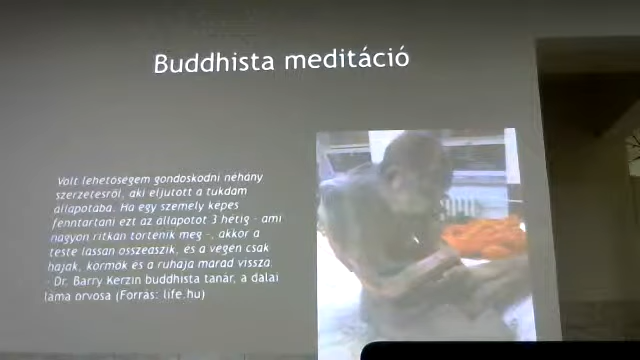 Buddhista meditáció
Volt lehetőségem gondoskodni néhány
szerzetesről, aki eljutott a tukdam
állapotába. Ha egy személy képes
fenntartani ezt az állapotot 3 hétig - ami
nagyon ritkán történik meg -, akkor a
teste lassan összeaszik, és a végén csak
hajak, körmök és a ruhája marad vissza.
- Dr. Barry Kerzin buddhista tanár, a dalai
láma orvosa (Forrás: life.hu)